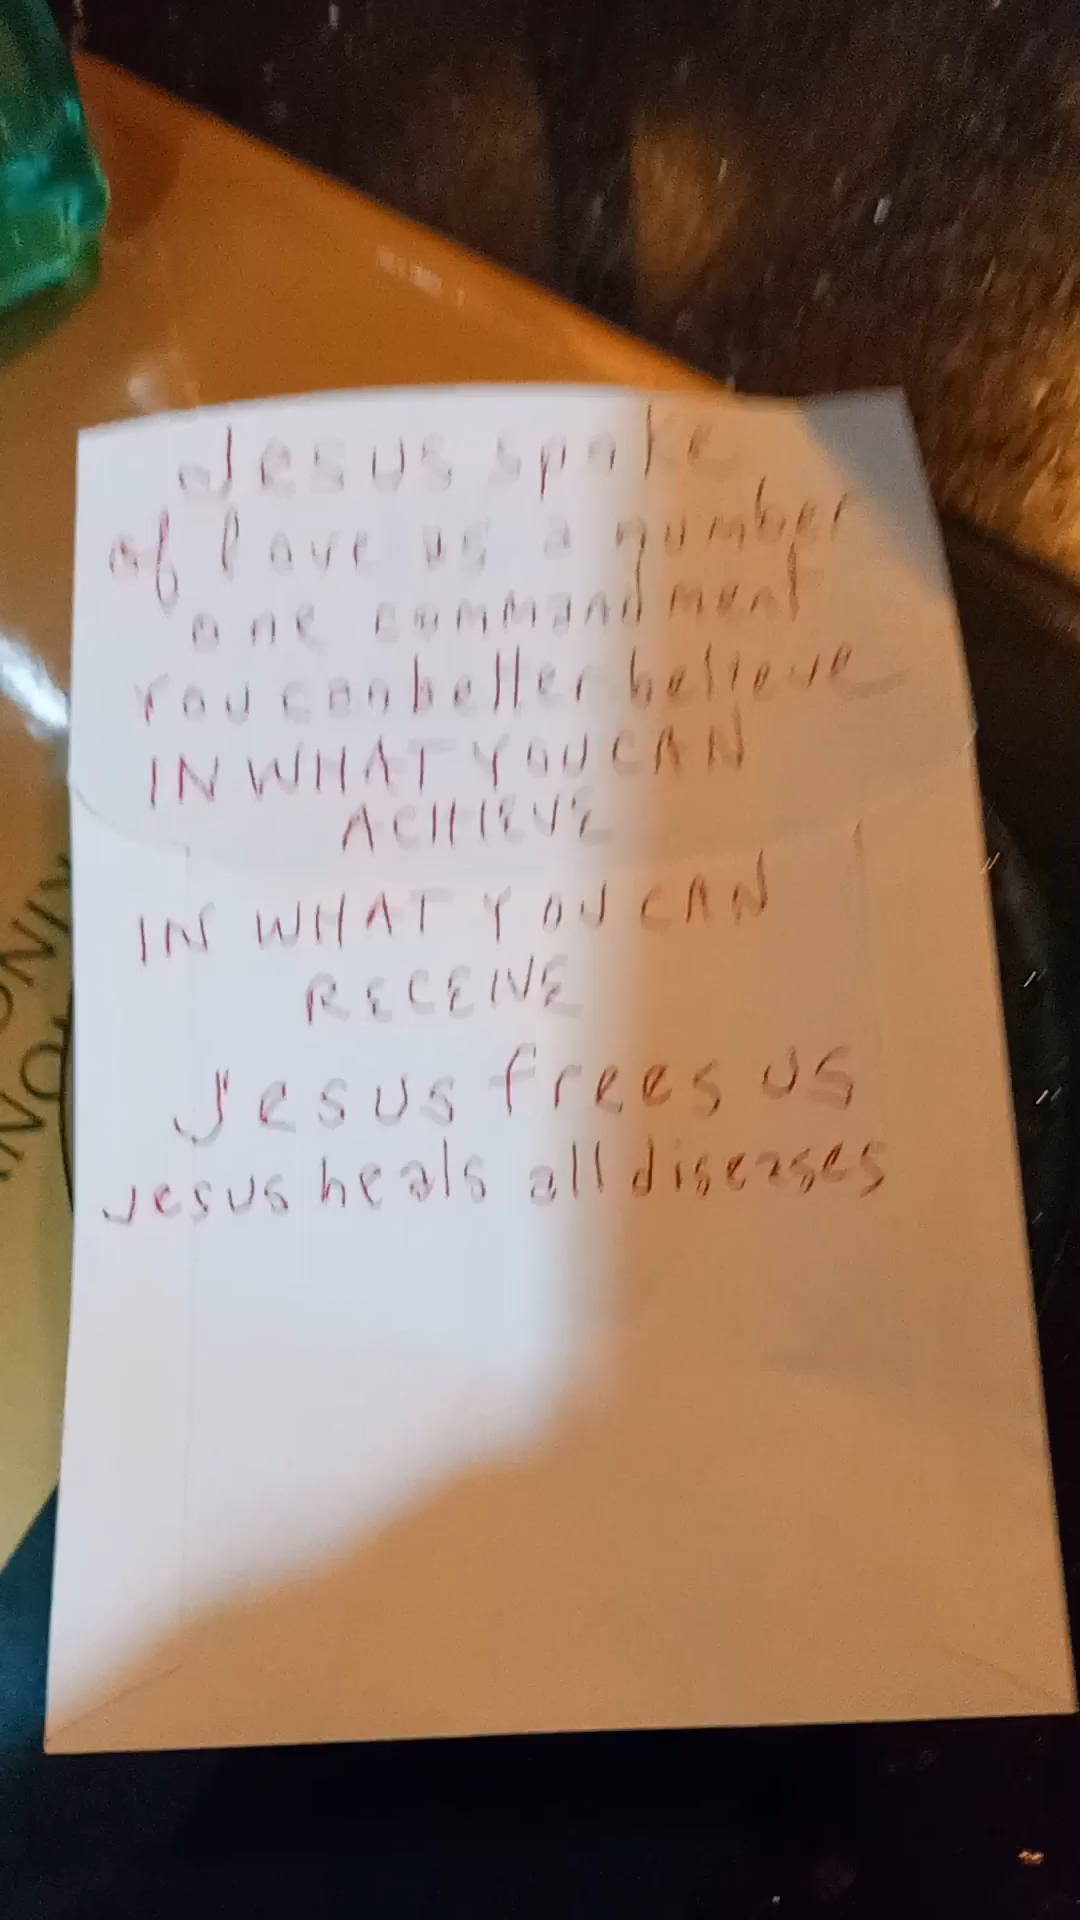 Jesus spoke
of love as a number
one commandment
You can better believe
IN WHAT YOU CAN
ACHIEVE
IN WHAT YOU CAN
RECEIVE
Jesus frees us
Jesus heals all diseases